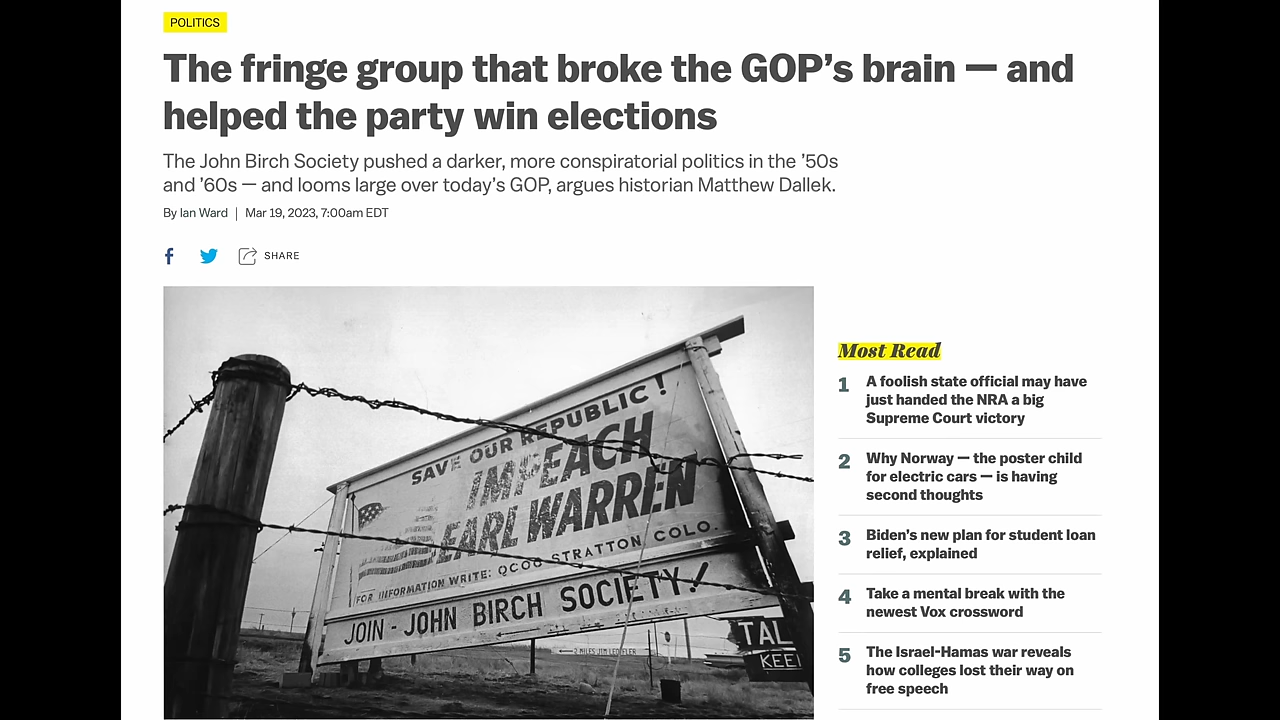 POLITICS
The fringe group that broke the GOP’s brain — and
helped the party win elections
The John Birch Society pushed a darker, more conspiratorial politics in the ’50s
and ’60s — and looms large over today’s GOP, argues historian Matthew Dallek.
By Ian Ward | Mar 19, 2023, 7:00am EDT
SHARE
SAVE OUR REPUBLIC!
IMPEACH
EARL WARREN
FOR INFORMATION WRITE: STRATTON COLO.
JOIN - JOHN BIRCH SOCIETY!
2 MILES JIM
TAL
KEE
Most Read
1 A foolish state official may have
just handed the NRA a big
Supreme Court victory
2 Why Norway — the poster child
for electric cars — is having
second thoughts
3 Biden’s new plan for student loan
relief, explained
4 Take a mental break with the
newest Vox crossword
5 The Israel-Hamas war reveals
how colleges lost their way on
free speech